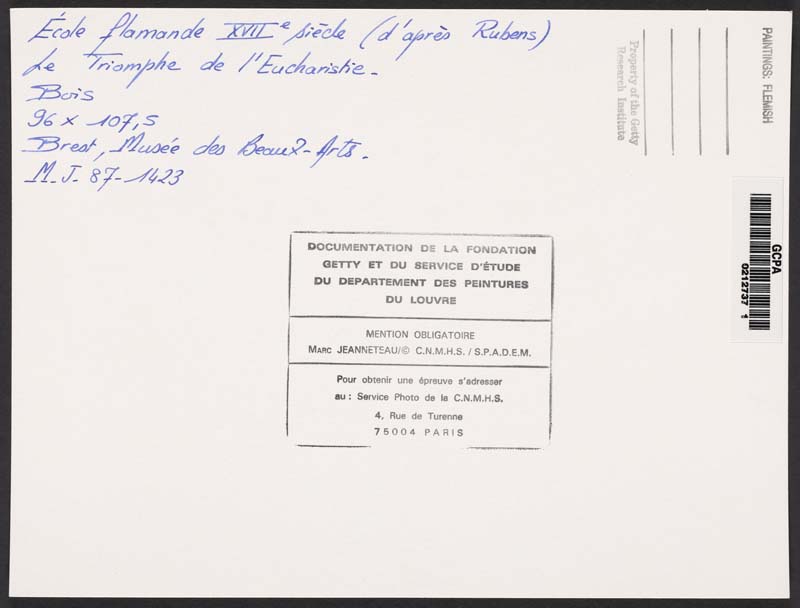 École flamande XVIIe siècle (d'après Rubens)
Le Triomphe de l'Eucharistie.
Bois
96 x 107,5
Brest, Musée des Beaux-Arts.
M.J. 87-1423
Property of the Getty
Research Institute
PAINTINGS: FLEMISH
GCPA
0212737 1
DOCUMENTATION DE LA FONDATION
GETTY ET DU SERVICE D'ÉTUDE
DU DEPARTEMENT DES PEINTURES
DU LOUVRE
MENTION OBLIGATOIRE
MARC JEANNETEAU/© C.N.M.H.S. / S.P.A.D.E.M.
Pour obtenir une épreuve s'adresser
au : Service Photo de la C.N.M.H.S.
4, Rue de Turenne
75004 PARIS